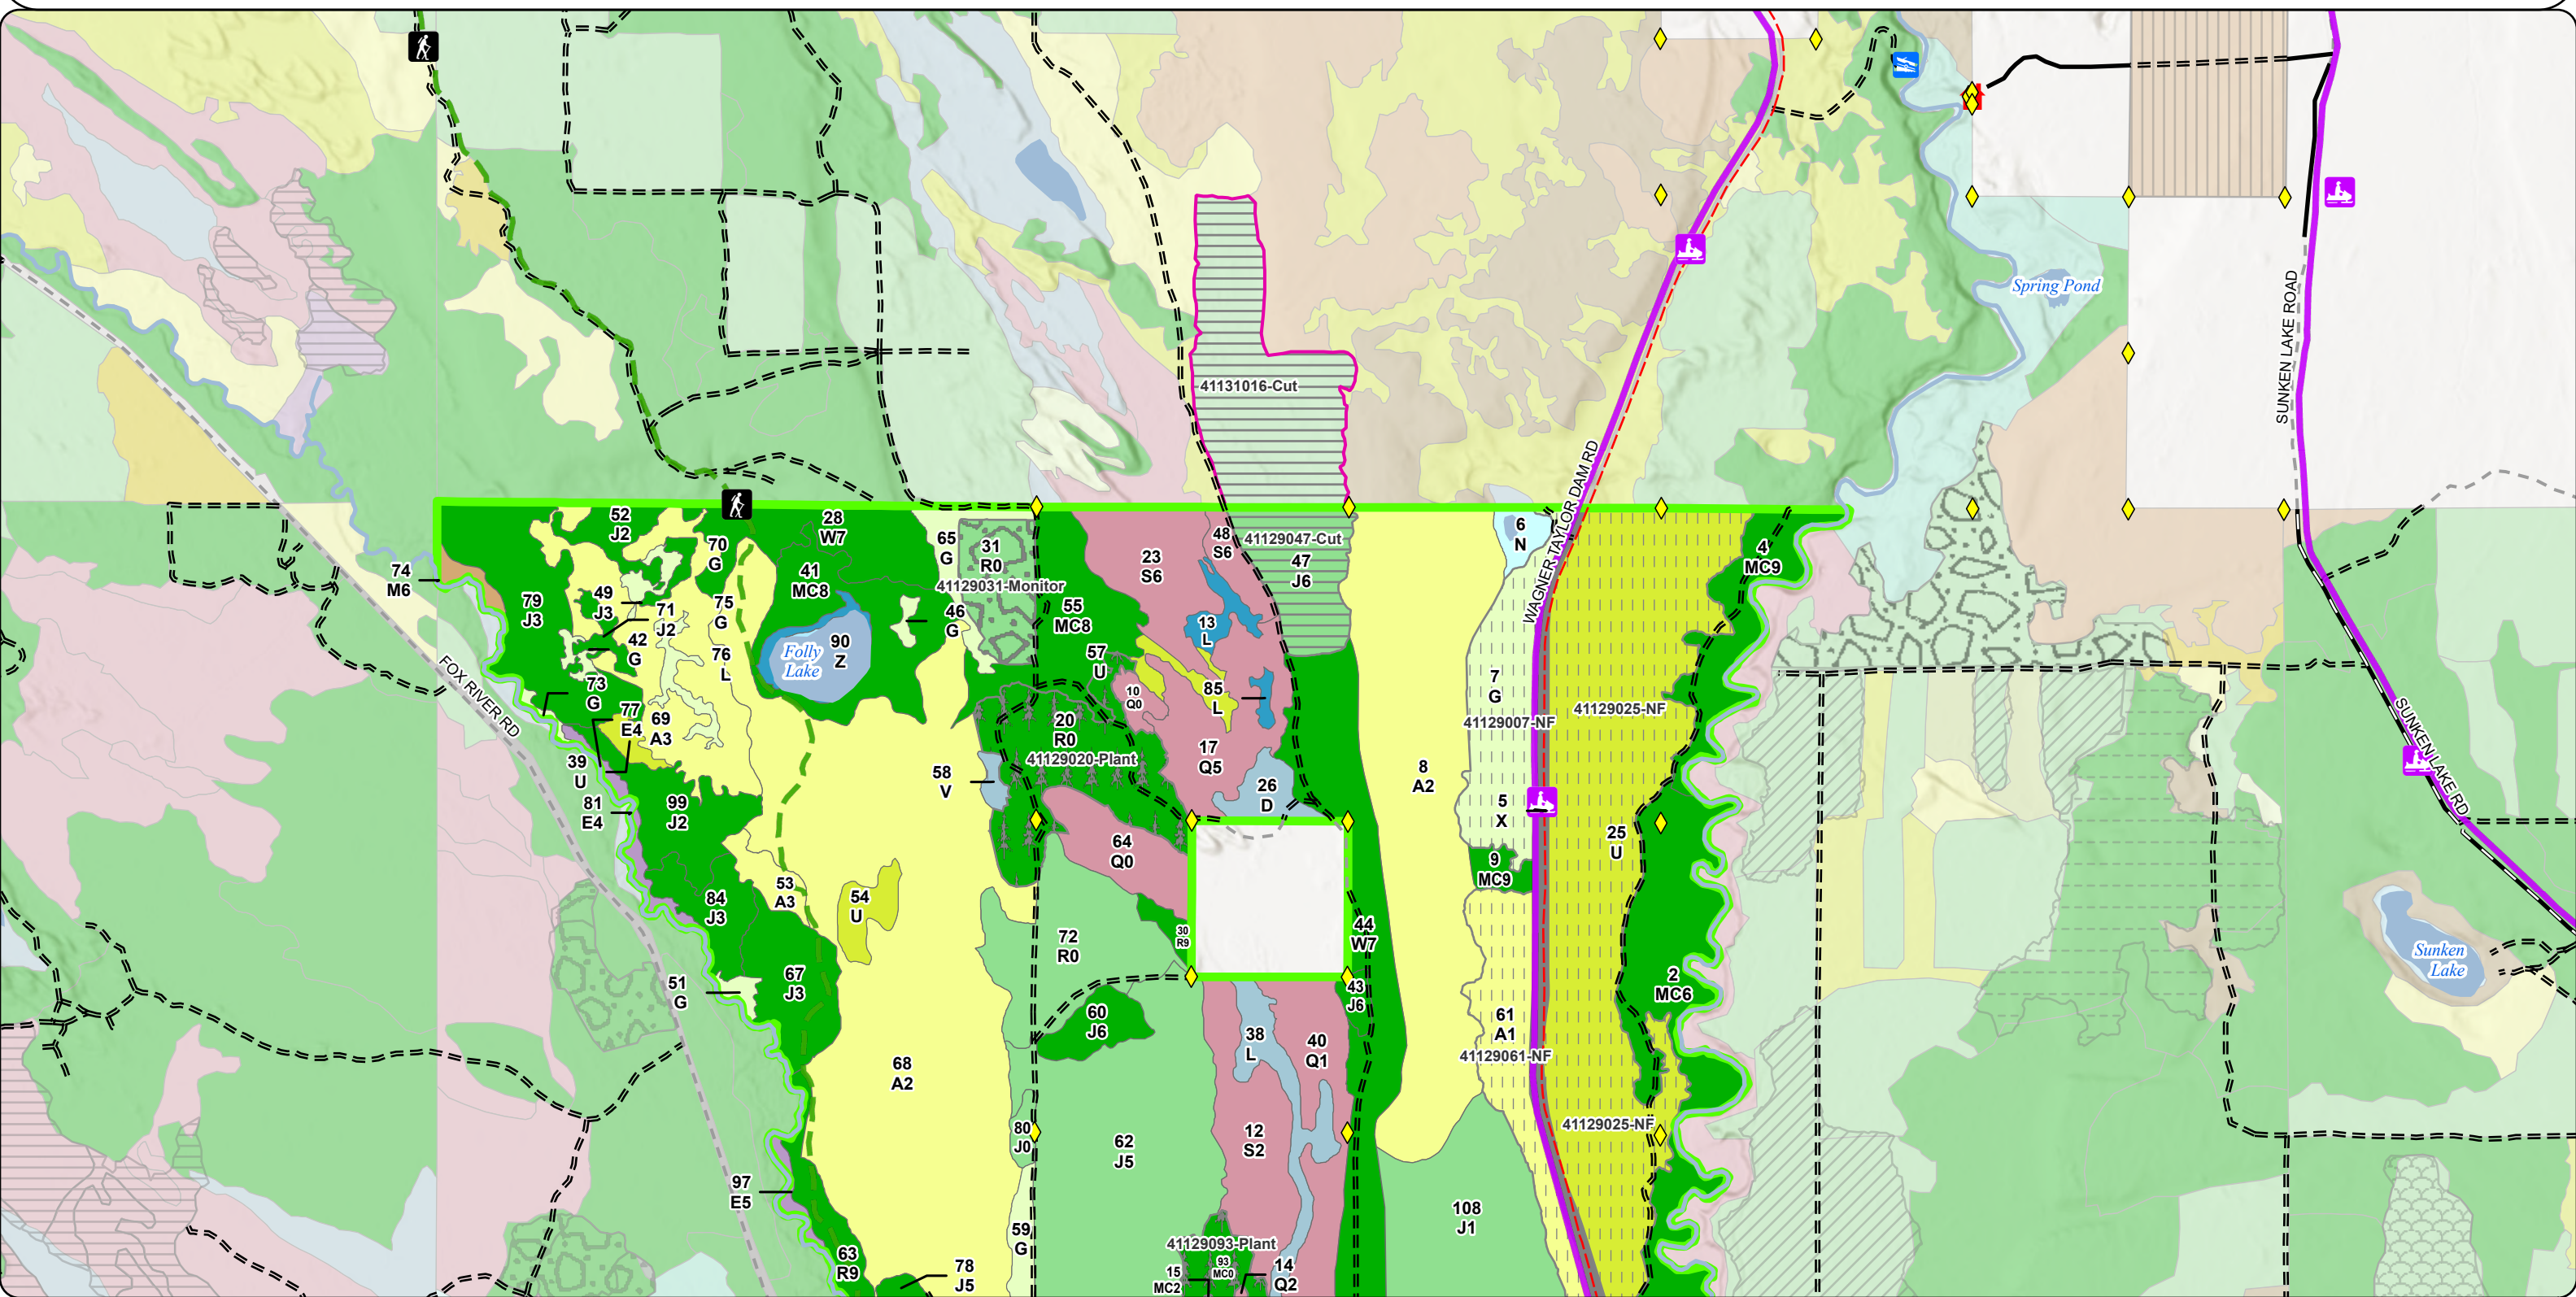 Spring Pond
SUNKEN LAKE ROAD
41131016-Cut
WAGNER TAYLOR DAM RD
52
J2
28
W7
70
G
65
G
31
R0
41129031-Monitor
23
S6
48
S6
41129047-Cut
47
J6
6
N
4
MC9
74
M6
79
J3
49
J3
71
J2
42
G
75
G
76
L
41
MC8
46
G
55
MC8
13
L
90
Z
Folly
Lake
57
U
10
Q0
85
L
7
G
41129007-NF
41129025-NF
FOX RIVER RD
73
G
77
E4
69
A3
39
U
81
E4
99
J2
58
V
20
R0
41129020-Plant
17
Q5
26
D
8
A2
5
X
25
U
SUNKEN LAKE RD
64
Q0
9
MC9
84
J3
53
A3
54
U
72
R0
30
R9
44
W7
Sunken
Lake
51
G
67
J3
60
J6
43
J6
2
MC6
68
A2
38
L
40
Q1
61
A1
41129061-NF
80
J0
62
J5
12
S2
41129025-NF
97
E5
59
G
108
J1
41129093-Plant
63
R9
78
J5
15
MC2
93
MC0
14
Q2